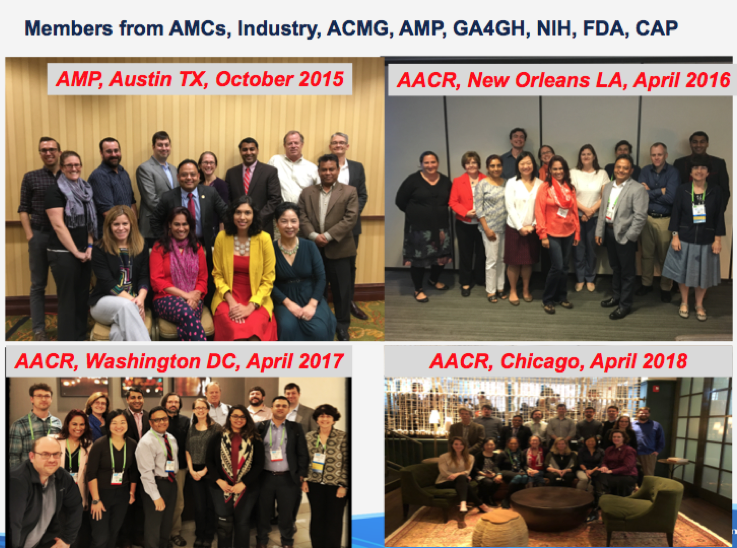 Members from AMCs, Industry, ACMG, AMP, GA4GH, NIH, FDA, CAP
AMP, Austin TX, October 2015
AACR, New Orleans LA, April 2016
AACR, Washington DC, April 2017
AACR, Chicago, April 2018